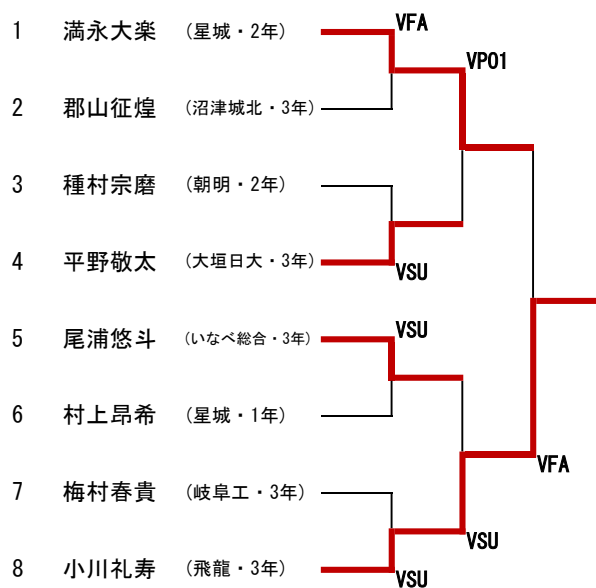 1 満永大楽 (星城・2年) VFA
VPO1
2 郡山征煌 (沼津城北・3年)
3 種村宗磨 (朝明・2年)
4 平野敬太 (大垣日大・3年) VSU
5 尾浦悠斗 (いなべ総合・3年) VSU
6 村上昂希 (星城・1年)
VFA
7 梅村春貴 (岐阜工・3年)
VSU
8 小川礼寿 (飛龍・3年) VSU